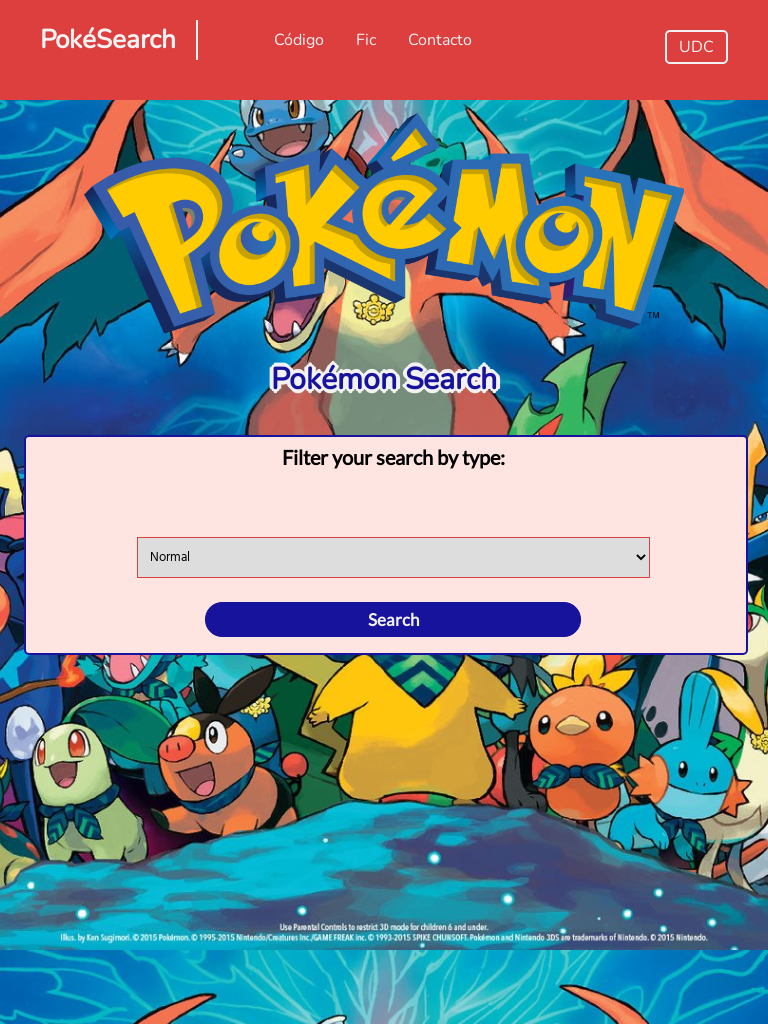 PokéSearch
Código Fic Contacto
UDC
POKéMON
TM
Pokémon Search
Filter your search by type:
Normal
Search
Use Parental Controls to restrict 3D mode for children 6 and under.
Illus. by Ken Sugimori. © 2015 Pokémon. © 1995-2015 Nintendo/Creatures Inc./GAME FREAK inc. © 1993-2015 SPIKE CHUNSOFT. Pokémon and Nintendo 3DS are trademarks of Nintendo. © 2015 Nintendo.